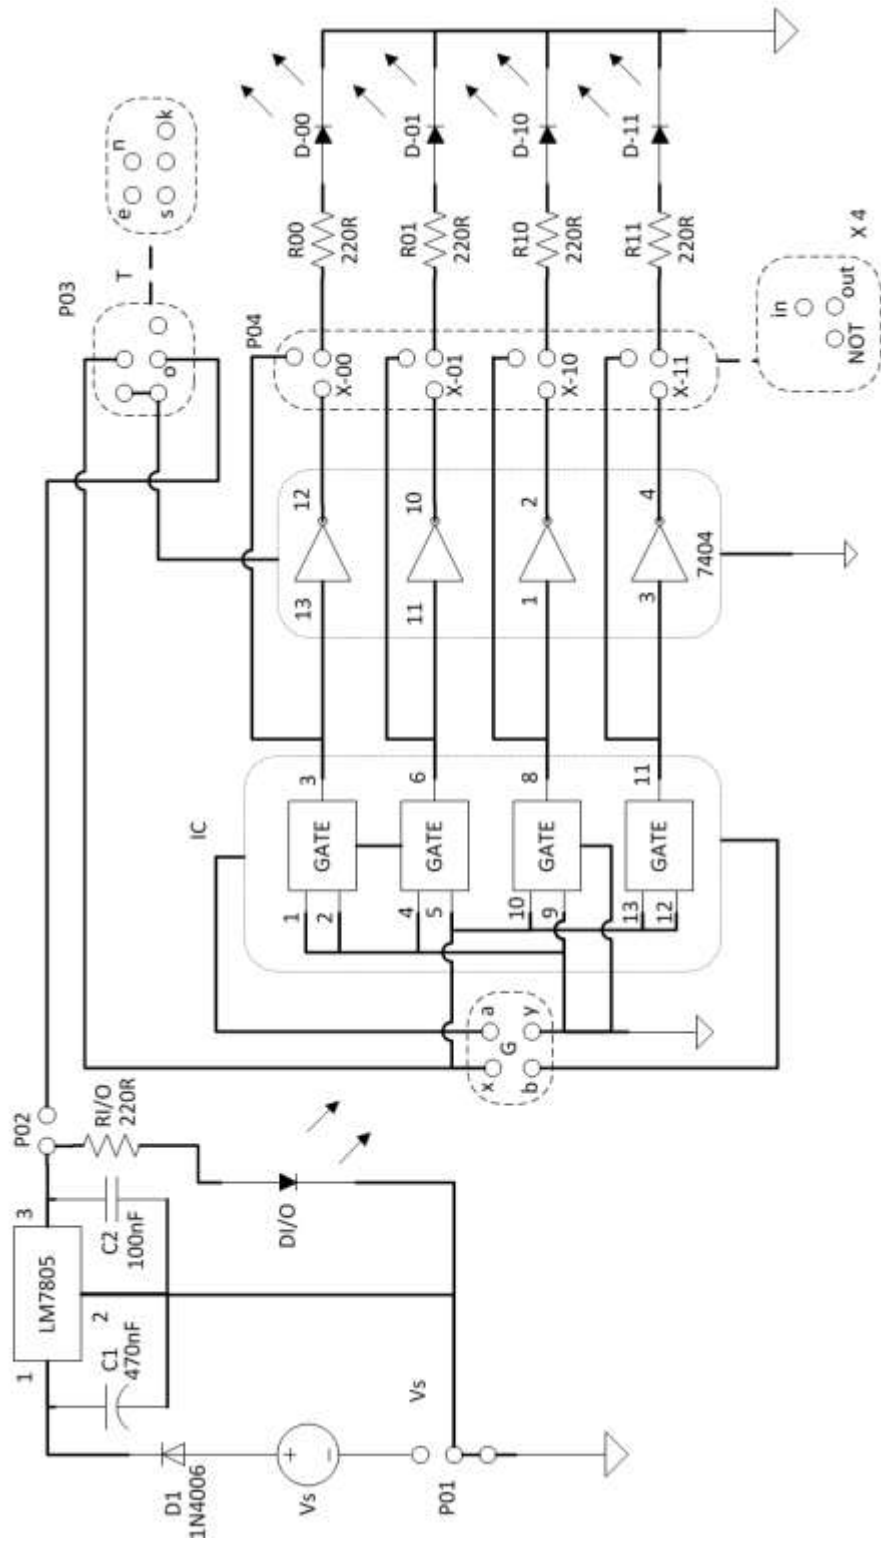 D1
1N4006
Vs
+
−
Vs
P01
1
LM7805
3
2
C1
470nF
C2
100nF
P02
RI/O
220R
DI/O
x
a
G
b
y
IC
1
2
GATE
3
4
5
GATE
6
10
9
GATE
8
13
12
GATE
11
13
12
11
10
1
2
3
4
7404
P03
T
o
e
n
s
k
P04
X-00
X-01
X-10
X-11
R00
220R
R01
220R
R10
220R
R11
220R
D-00
D-01
D-10
D-11
in
NOT
out
X 4